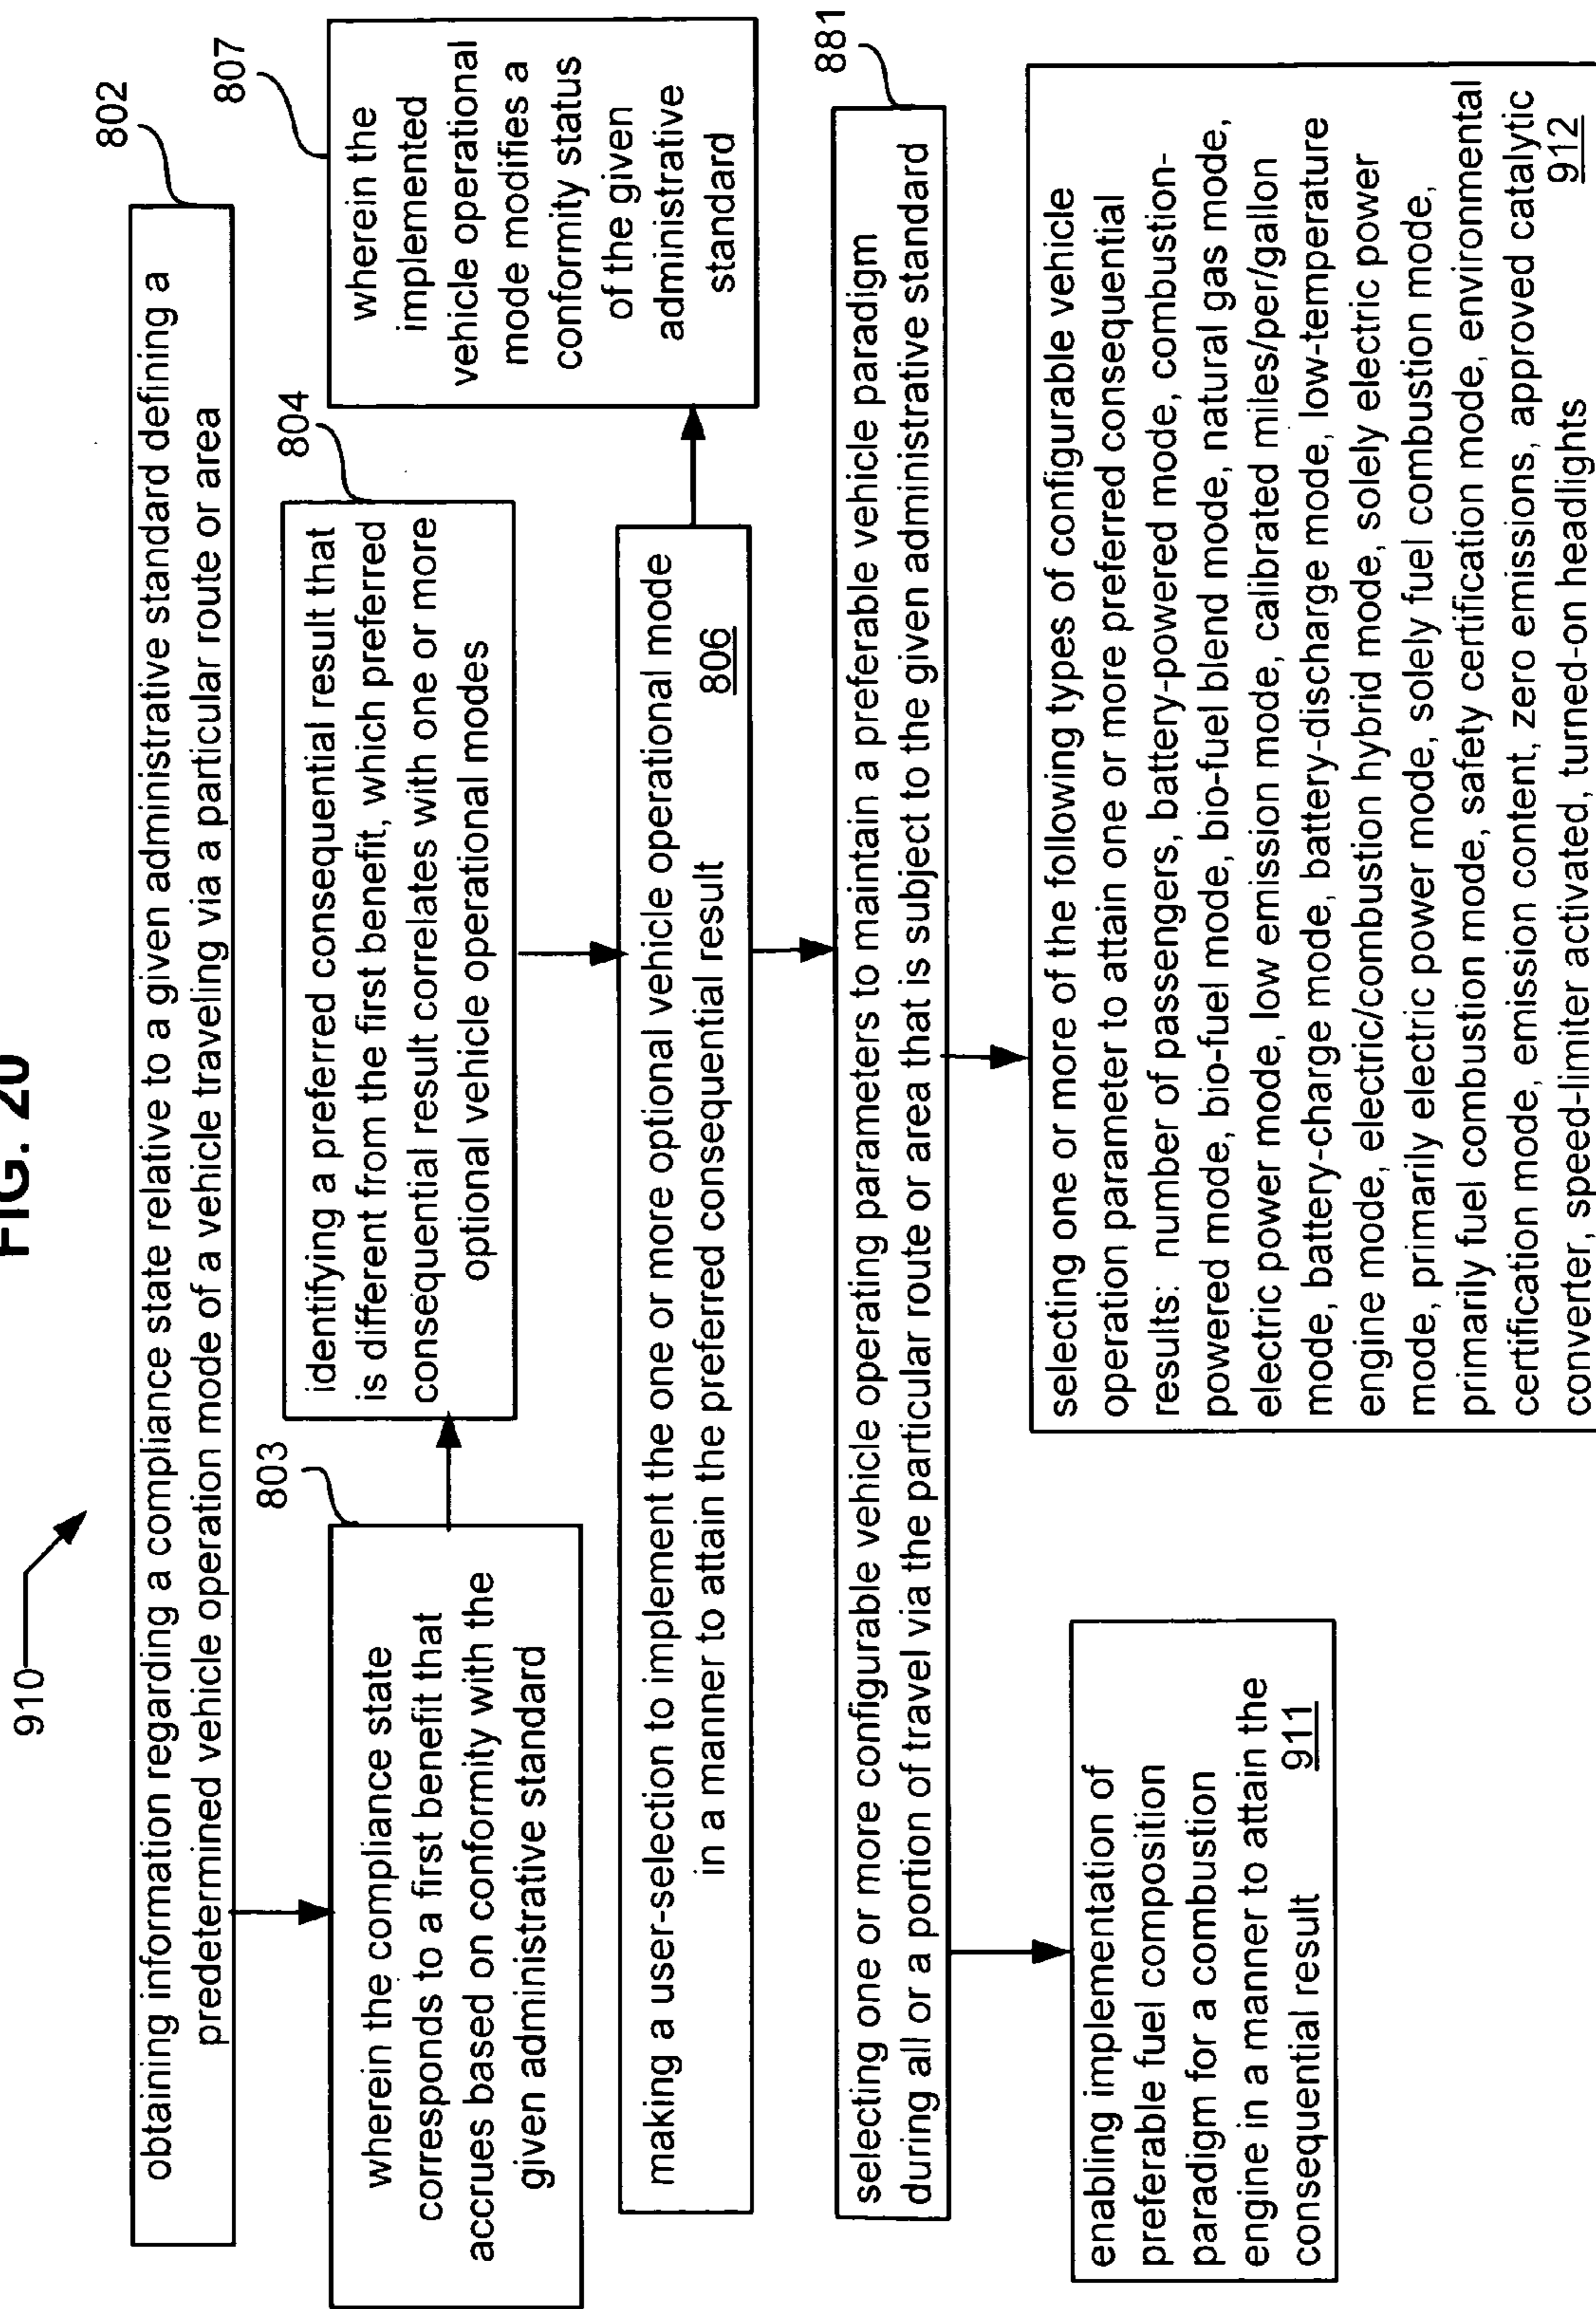 FIG. 20
910
802
obtaining information regarding a compliance state relative to a given administrative standard defining a
predetermined vehicle operation mode of a vehicle traveling via a particular route or area
803
wherein the compliance state
corresponds to a first benefit that
accrues based on conformity with the
given administrative standard
804
identifying a preferred consequential result that
is different from the first benefit, which preferred
consequential result correlates with one or more
optional vehicle operational modes
807
wherein the
implemented
vehicle operational
mode modifies a
conformity status
of the given
administrative
standard
making a user-selection to implement the one or more optional vehicle operational mode
in a manner to attain the preferred consequential result
806
881
selecting one or more configurable vehicle operating parameters to maintain a preferable vehicle paradigm
during all or a portion of travel via the particular route or area that is subject to the given administrative standard
enabling implementation of
preferable fuel composition
paradigm for a combustion
engine in a manner to attain the
consequential result 911
selecting one or more of the following types of configurable vehicle
operation parameter to attain one or more preferred consequential
results: number of passengers, battery-powered mode, combustion-
powered mode, bio-fuel mode, bio-fuel blend mode, natural gas mode,
electric power mode, low emission mode, calibrated miles/per/gallon
mode, battery-charge mode, battery-discharge mode, low-temperature
engine mode, electric/combustion hybrid mode, solely electric power
mode, primarily electric power mode, solely fuel combustion mode,
primarily fuel combustion mode, safety certification mode, environmental
certification mode, emission content, zero emissions, approved catalytic
converter, speed-limiter activated, turned-on headlights 912